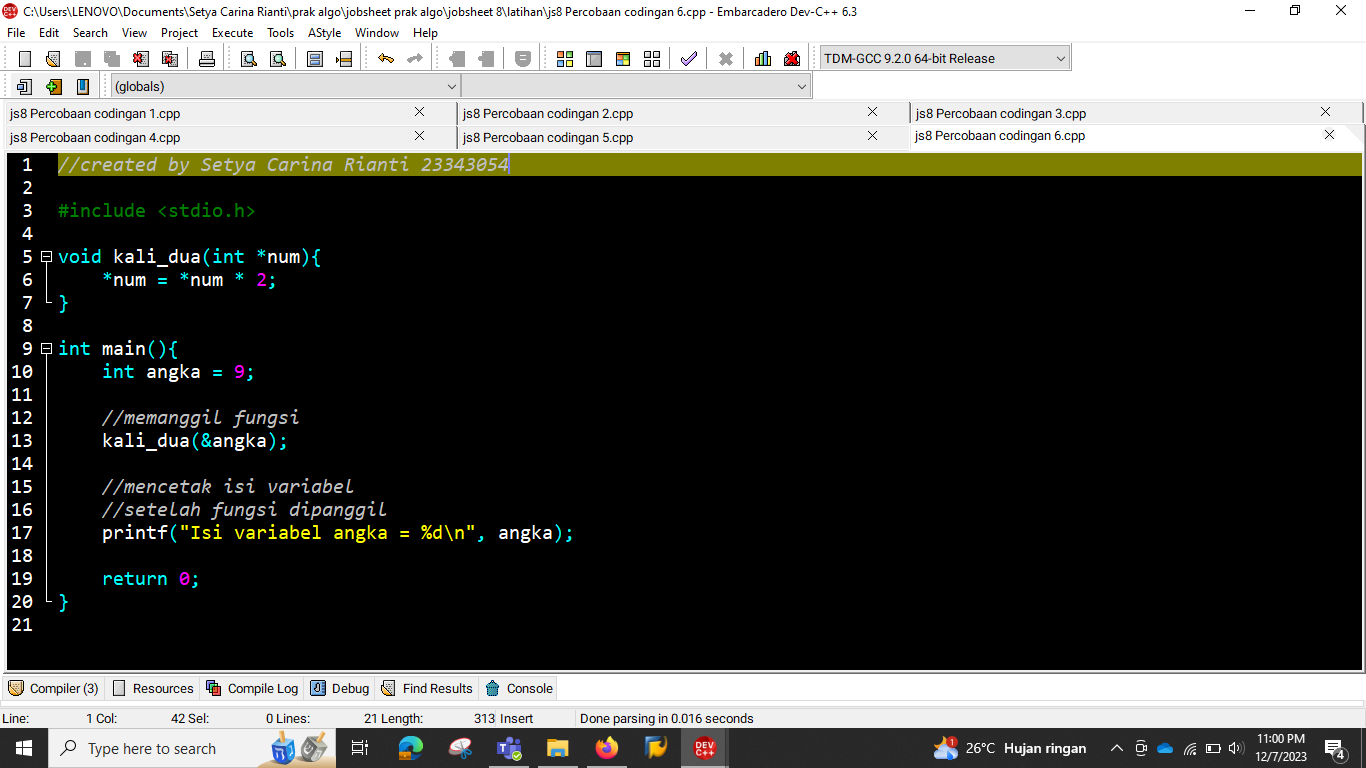 C:\Users\LENOVO\Documents\Setya Carina Rianti\prak algo\jobsheet prak algo\jobsheet 8\latihan\js8 Percobaan codingan 6.cpp - Embarcadero Dev-C++ 6.3
File Edit Search View Project Execute Tools AStyle Window Help
TDM-GCC 9.2.0 64-bit Release
(globals)
js8 Percobaan codingan 1.cpp js8 Percobaan codingan 2.cpp js8 Percobaan codingan 3.cpp
js8 Percobaan codingan 4.cpp js8 Percobaan codingan 5.cpp js8 Percobaan codingan 6.cpp
1 //created by Setya Carina Rianti 23343054
2
3 #include <stdio.h>
4
5 void kali_dua(int *num){
6 *num = *num * 2;
7 }
8
9 int main(){
10 int angka = 9;
11
12 //memanggil fungsi
13 kali_dua(&angka);
14
15 //mencetak isi variabel
16 //setelah fungsi dipanggil
17 printf("Isi variabel angka = %d\n", angka);
18
19 return 0;
20 }
21
Compiler (3) Resources Compile Log Debug Find Results Console
Line: 1 Col: 42 Sel: 0 Lines: 21 Length: 313 Insert Done parsing in 0.016 seconds
Type here to search
DEV C++
1
26°C Hujan ringan
11:00 PM
12/7/2023
4